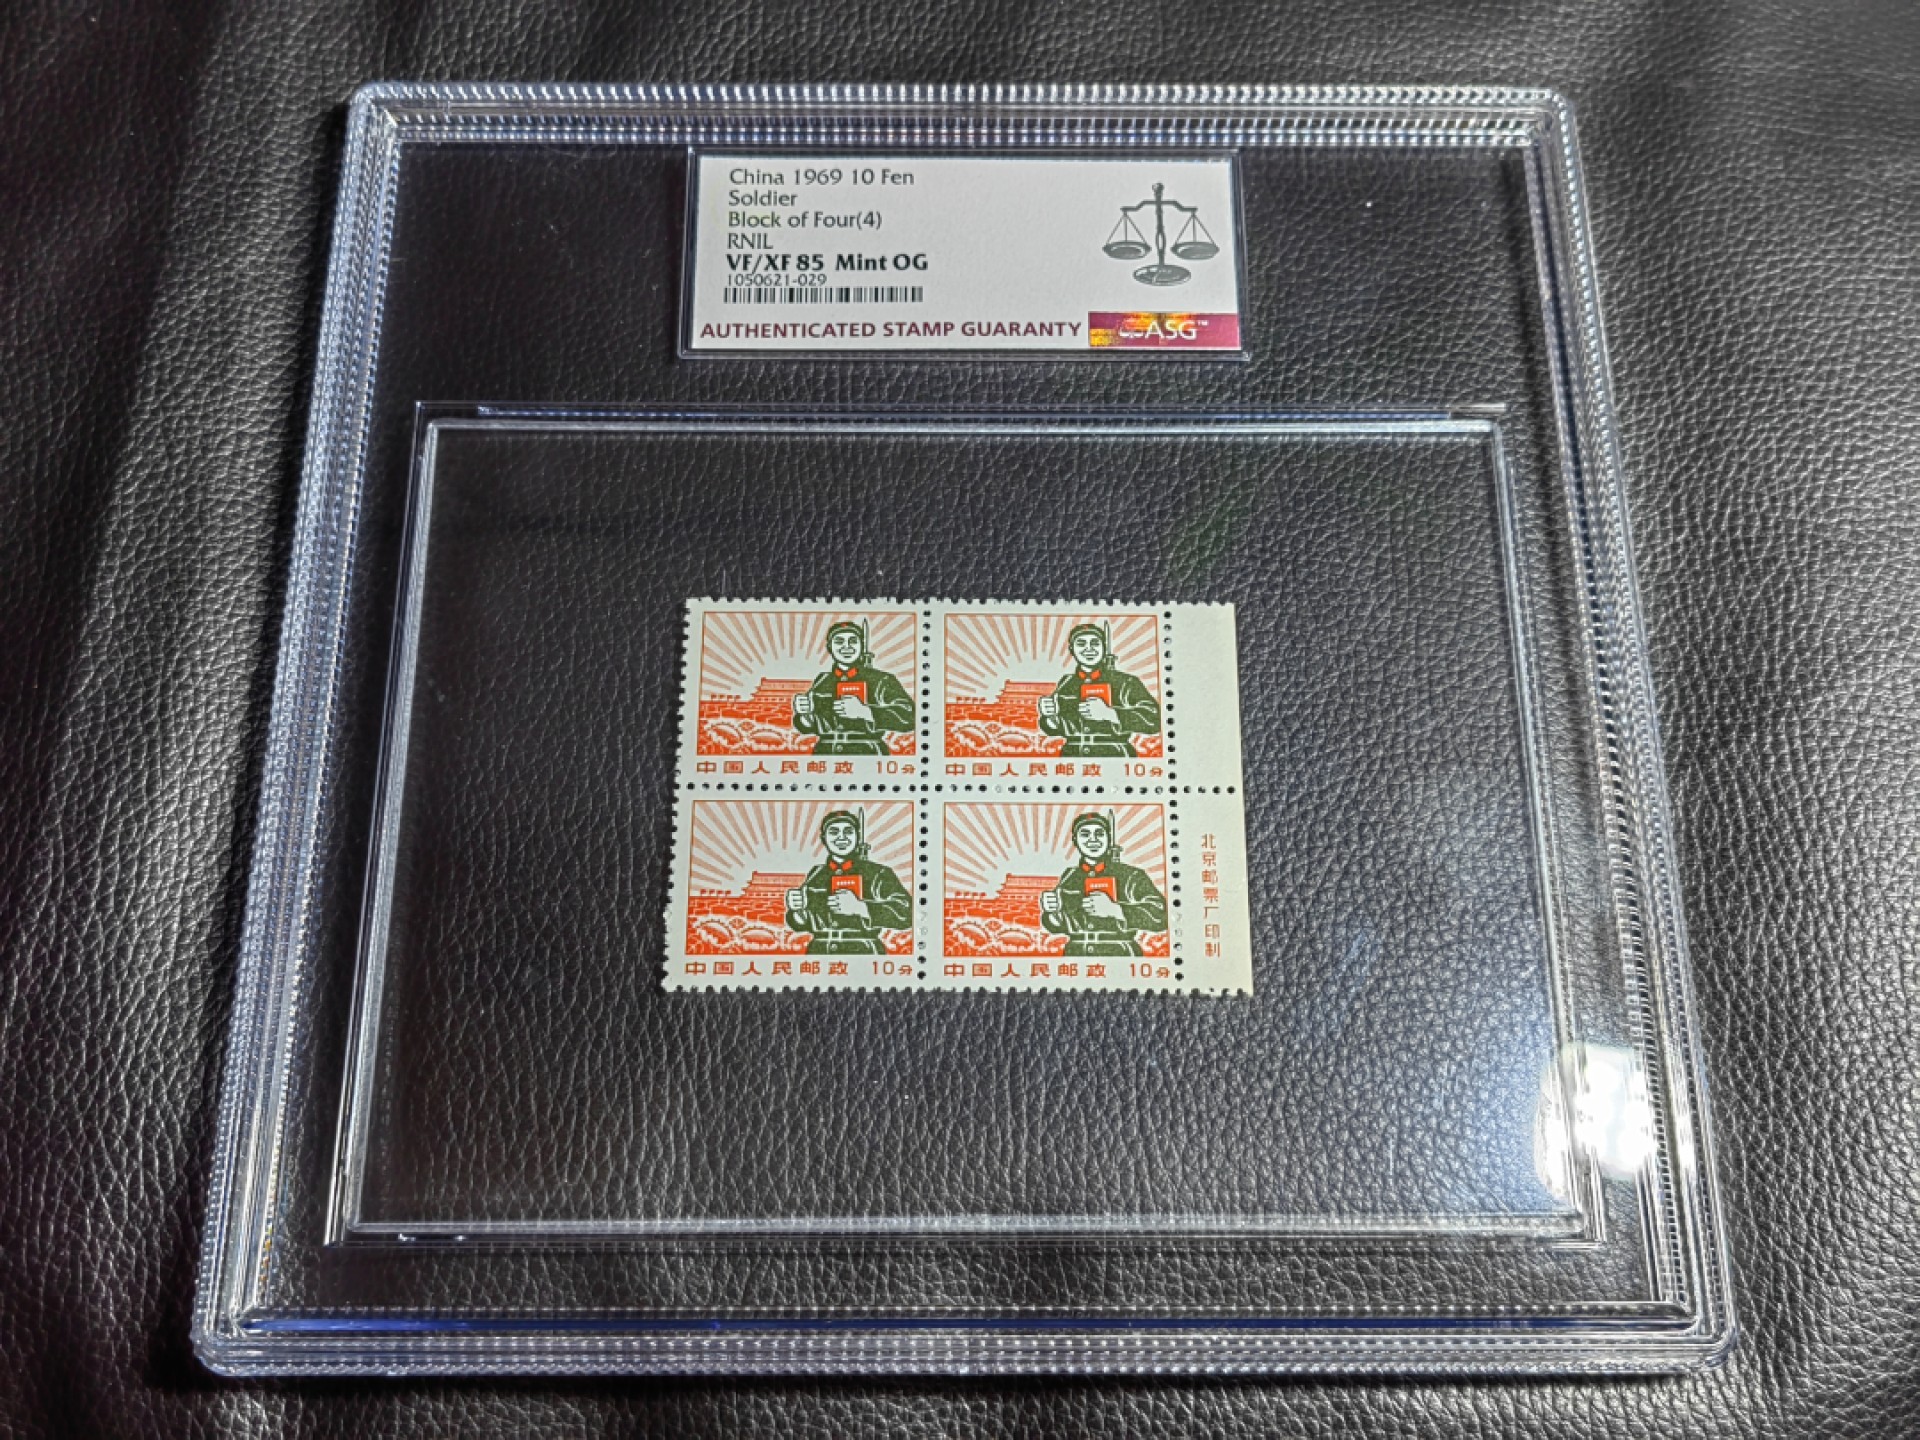 China 1969 10 Fen
Soldier
Block of Four(4)
RNIL
VF/XF 85 Mint OG
1050621-029
AUTHENTICATED STAMP GUARANTY
ASG™
中国人民邮政 10分
中国人民邮政 10分
中国人民邮政 10分
中国人民邮政 10分
北京邮票厂印制